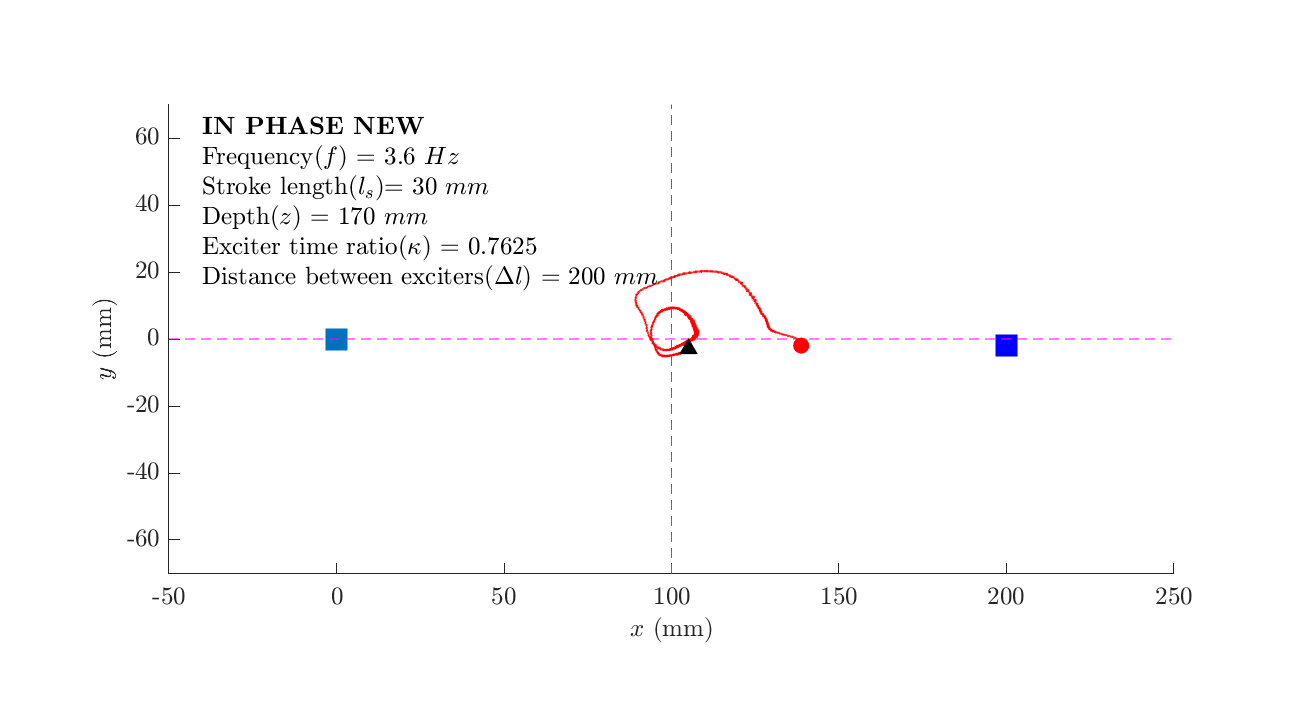 IN PHASE NEW
Frequency(f) = 3.6 Hz
Stroke length(lₛ)= 30 mm
Depth(z) = 170 mm
Exciter time ratio(κ) = 0.7625
Distance between exciters(Δl) = 200 mm
60
40
20
0
-20
-40
-60
y (mm)
-50 0 50 100 150 200 250
x (mm)